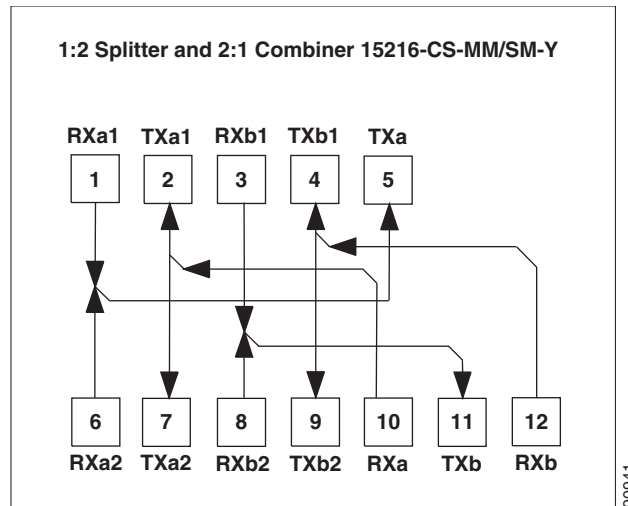 1:2 Splitter and 2:1 Combiner 15216-CS-MM/SM-Y
RXa1 TXa1 RXb1 TXb1 TXa
1 2 3 4 5
6 7 8 9 10 11 12
RXa2 TXa2 RXb2 TXb2 RXa TXb RXb